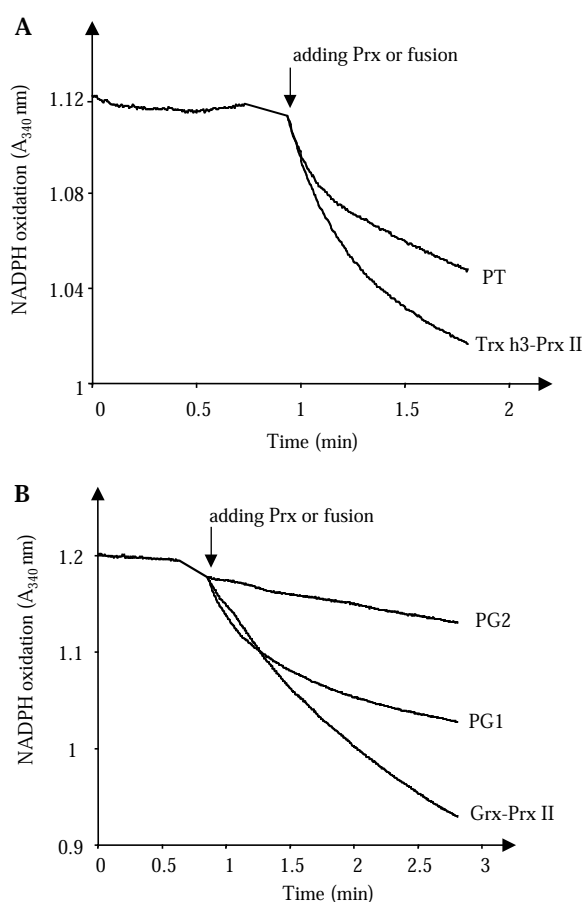 A
adding Prx or fusion
NADPH oxidation (A340 nm)
1.12
1.08
1.04
1
PT
Trx h3-Prx II
0
0.5
1
1.5
2
Time (min)
B
adding Prx or fusion
NADPH oxidation (A340 nm)
1.2
1.1
1
0.9
PG2
PG1
Grx-Prx II
0
0.5
1
1.5
2
2.5
3
Time (min)